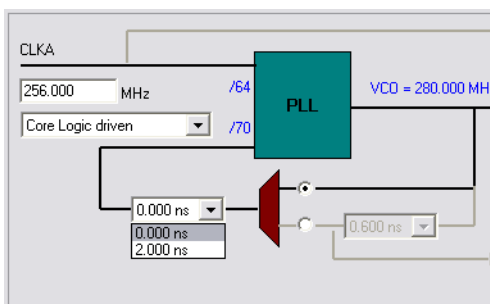 CLKA
256.000 MHz /64 PLL VCO = 280.000 MH
Core Logic driven /70
0.000 ns
0.000 ns 0.600 ns
2.000 ns